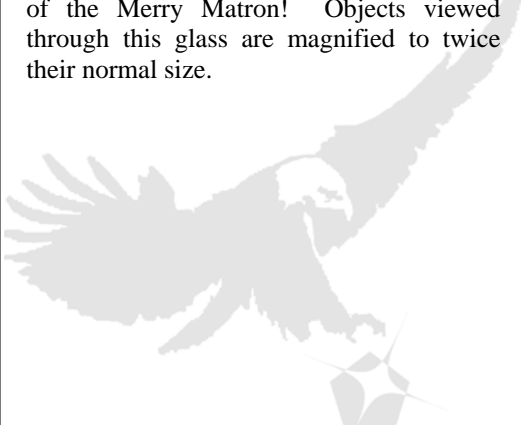 of the Merry Matron! Objects viewed
through this glass are magnified to twice
their normal size.